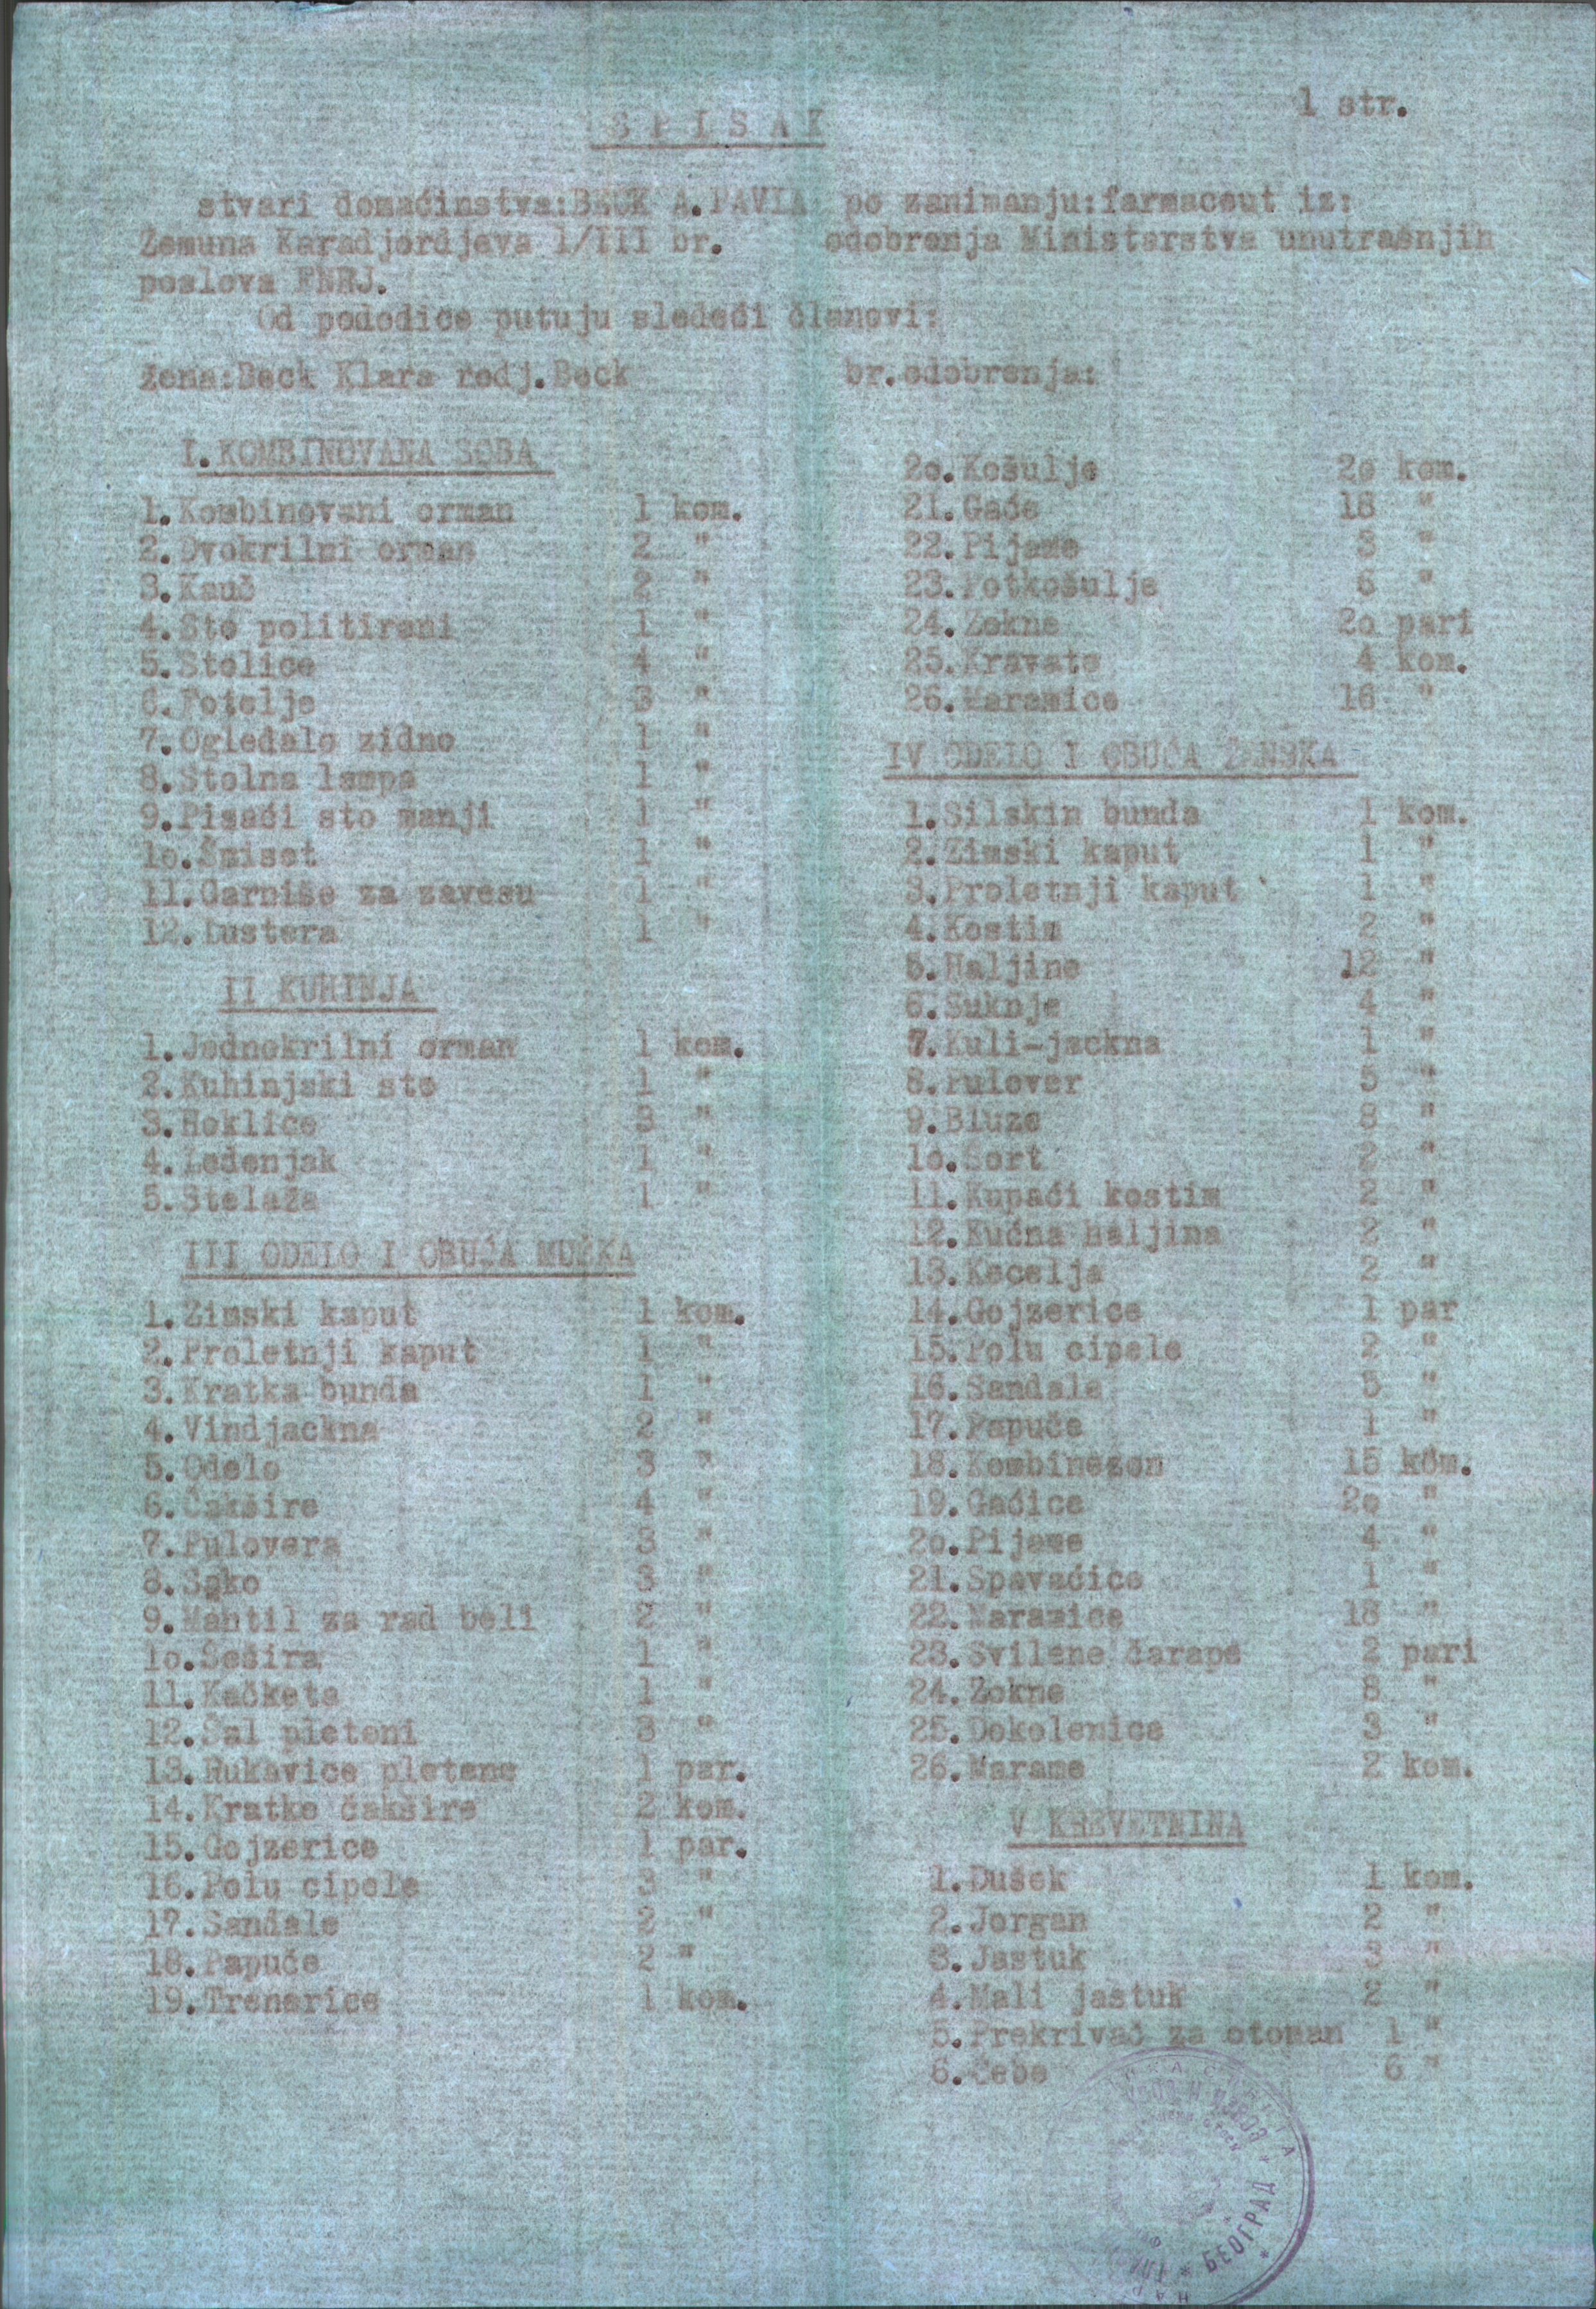 1 str.
S P I S A K
stvari domaćinstva:BECK A.PAVLA po zanimanju:farmaceut iz:
Zemuna Karadjordjeva 1/III br. odobrenja Ministarstva unutrašnjih
poslova FNRJ.
Od podođice putuju sledeći članovi:
žena:Beck Klara rodj.Beck br.odobrenja:
I.KOMBINOVANA SOBA
1.Kombinovani orman 1 kom.
2.Dvokrilni orman 2 "
3.Kauč 2 "
4.Sto politirani 1 "
5.Stolice 4 "
6.Fotelje 3 "
7.Ogledalo zidno 1 "
8.Stolna lampa 1 "
9.Pisaći sto manji 1 "
1o.Šmiset 1 "
11.Garniše za zavesu 1 "
12.Lustera 1 "
II KUHINJA
1.Jednokrilni orman 1 kom.
2.Kuhinjski sto 1 "
3.Hoklice 3 "
4.Ledenjak 1 "
5.Stelaža 1 "
III ODELO I OBUĆA MUŽKA
1.Zimski kaput 1 kom.
2.Proletnji kaput 1 "
3.Kratka bunda 1 "
4.Vindjackna 2 "
5.Odelo 3 "
6.Čakšire 4 "
7.Pulovera 3 "
8.Sako 3 "
9.Mantil za rad beli 2 "
1o.Šešira 1 "
11.Kačketa 1 "
12.Šal pleteni 3 "
13.Rukavice pletene 1 par.
14.Kratke čakšire 2 kom.
15.Gojzerice 1 par.
16.Polu cipele 3 "
17.Sandale 2 "
18.Papuče 2 "
19.Trenerice 1 kom.
2o.Košulje 2o kom.
21.Gaće 18 "
22.Pijame 3 "
23.Potkošulje 6 "
24.Zokne 2o pari
25.Kravate 4 kom.
26.Maramice 16 "
IV ODELO I OBUĆA ŽENSKA
1.Silskin bunda 1 kom.
2.Zimski kaput 1 "
3.Proletnji kaput 1 "
4.Kostim 2 "
5.Haljine 12 "
6.Suknje 4 "
7.Kuli-jackna 1 "
8.Pulover 5 "
9.Bluze 8 "
1o.Šort 2 "
11.Kupaći kostim 2 "
12.Kućna haljina 2 "
13.Kecelja 2 "
14.Gojzerice 1 par
15.Polu cipele 2 "
16.Sandale 5 "
17.Papuče 1 "
18.Kombinezon 15 kom.
19.Gaćice 2o "
2o.Pijame 4 "
21.Spavaćice 1 "
22.Maramice 18 "
23.Svilene čarape 2 pari
24.Zokne 8 "
25.Dokolenice 3 "
26.Marame 2 kom.
V KREVETNINA
1.Dušek 1 kom.
2.Jorgan 2 "
3.Jastuk 3 "
4.Mali jastuk 2 "
5.Prekrivač za otoman 1 "
6.Ćebe 6 "
БЕОГРАД